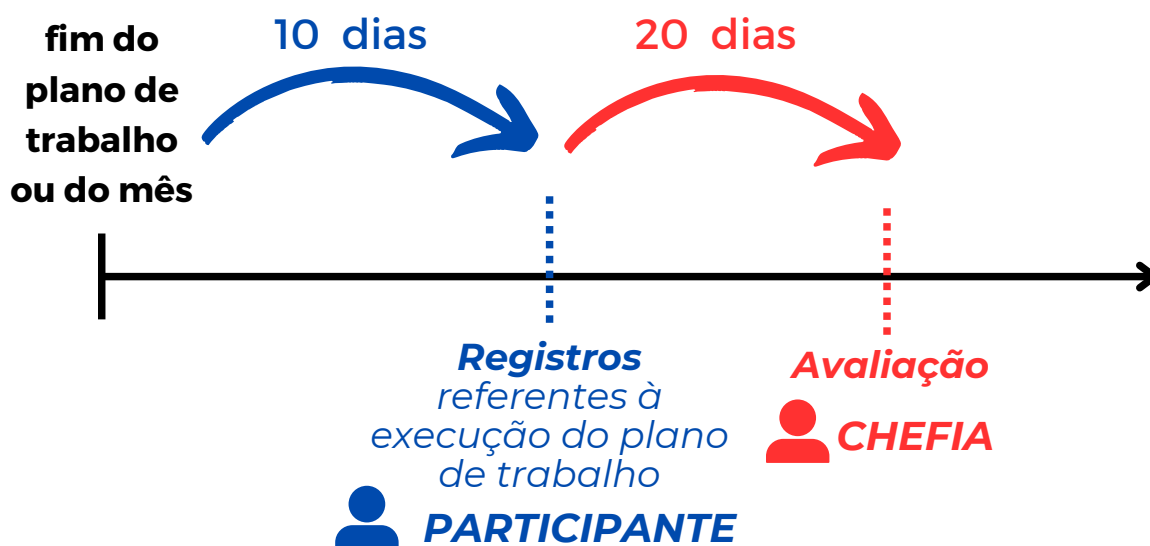 fim do
plano de
trabalho
ou do mês
10 dias
20 dias
Registros
referentes à
execução do plano
de trabalho
PARTICIPANTE
Avaliação
CHEFIA